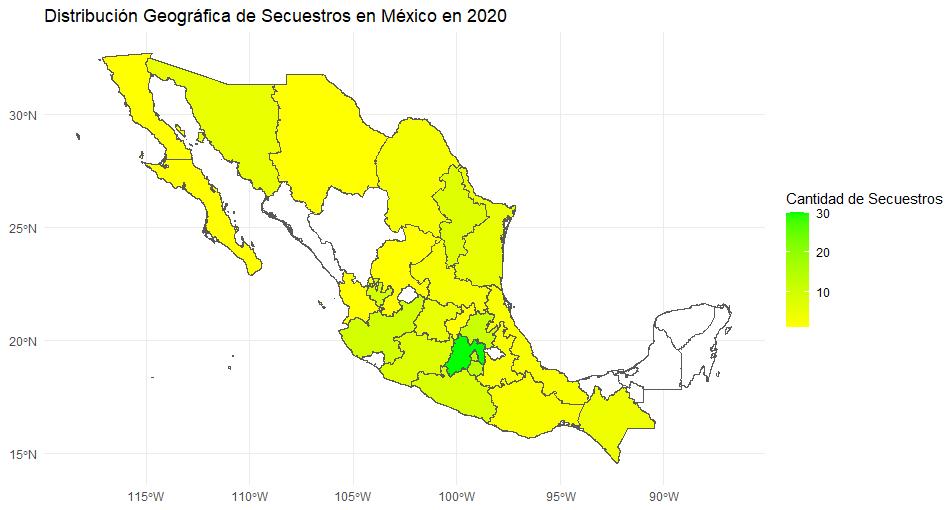 Distribución Geográfica de Secuestros en México en 2020
30°N
25°N
20°N
15°N
115°W
110°W
105°W
100°W
95°W
90°W
Cantidad de Secuestros
30
20
10